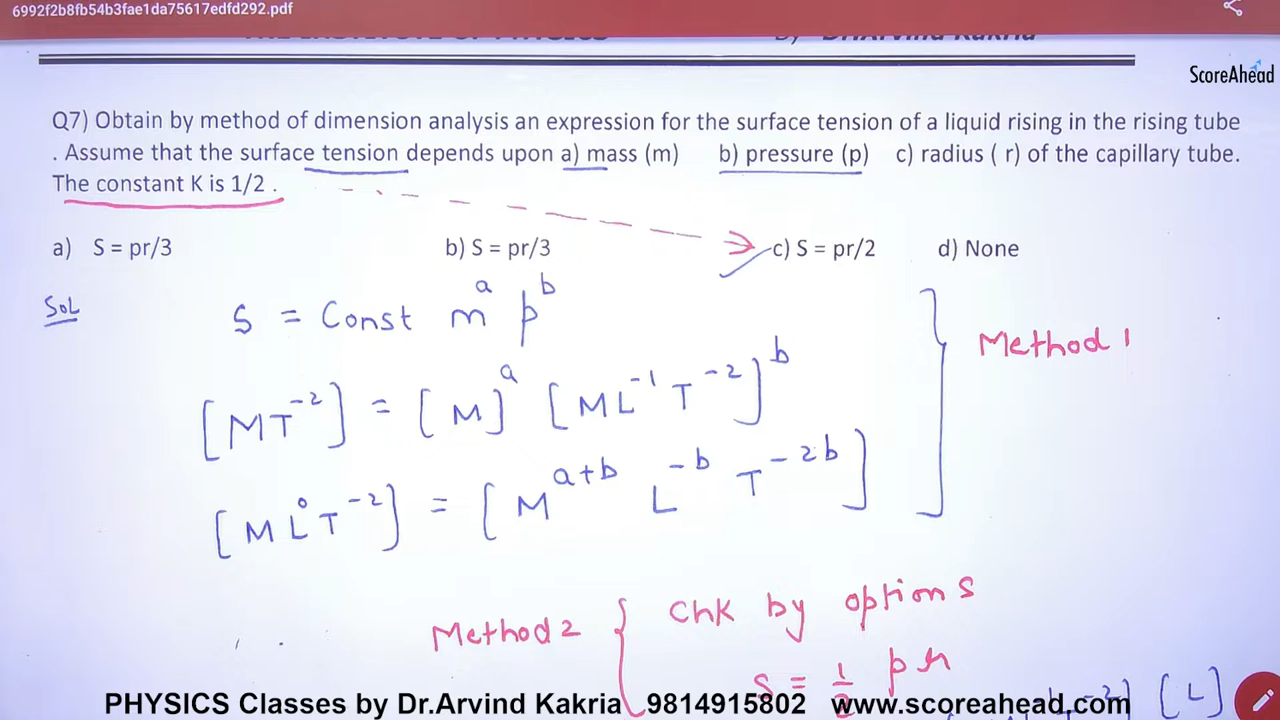 6992f2b8fb54b3fae1da75617edfd292.pdf
ScoreAhead
Q7) Obtain by method of dimension analysis an expression for the surface tension of a liquid rising in the rising tube
. Assume that the surface tension depends upon a) mass (m) b) pressure (p) c) radius ( r) of the capillary tube.
The constant K is 1/2 .
a) S = pr/3 b) S = pr/3 c) S = pr/2 d) None
Sol
S = Const m^a p^b
[MT^-2] = [M]^a [ML^-1 T^-2]^b
Method 1
[M L^0 T^-2] = [M^a+b L^-b T^-2b]
Method 2 { Chk by options
S = 1/2 pr
[L]
PHYSICS Classes by Dr.Arvind Kakria 9814915802 www.scoreahead.com